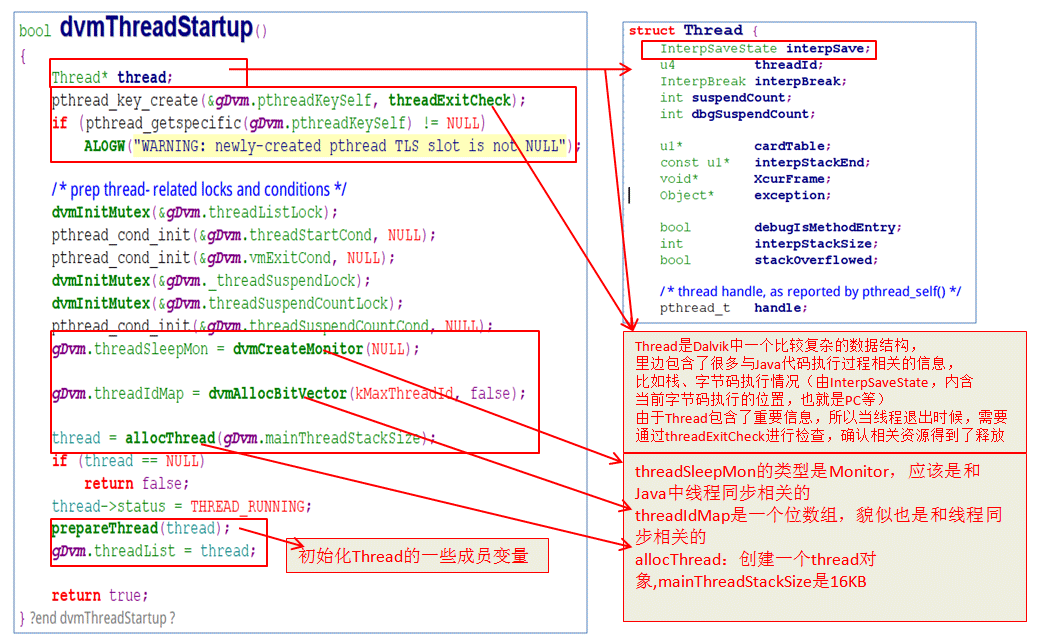 bool dvmThreadStartup()
{
Thread* thread;
pthread_key_create(&gDvm.pthreadKeySelf, threadExitCheck);
if (pthread_getspecific(gDvm.pthreadKeySelf) != NULL)
ALOGW("WARNING: newly-created pthread TLS slot is not NULL");
/* prep thread- related locks and conditions */
dvmInitMutex(&gDvm.threadListLock);
pthread_cond_init(&gDvm.threadStartCond, NULL);
pthread_cond_init(&gDvm.vmExitCond, NULL);
dvmInitMutex(&gDvm._threadSuspendLock);
dvmInitMutex(&gDvm.threadSuspendCountLock);
pthread_cond_init(&gDvm.threadSuspendCountCond, NULL);
gDvm.threadSleepMon = dvmCreateMonitor(NULL);
gDvm.threadIdMap = dvmAllocBitVector(kMaxThreadId, false);
thread = allocThread(gDvm.mainThreadStackSize);
if (thread == NULL)
return false;
thread->status = THREAD_RUNNING;
prepareThread(thread);
gDvm.threadList = thread;
return true;
} ?end dvmThreadStartup ?
初始化Thread的一些成员变量
struct Thread {
InterpSaveState interpSave;
u4 threadId;
InterpBreak interpBreak;
int suspendCount;
int dbgSuspendCount;
u1* cardTable;
const u1* interpStackEnd;
void* XcurFrame;
Object* exception;
bool debugIsMethodEntry;
int interpStackSize;
bool stackOverflowed;
/* thread handle, as reported by pthread_self() */
pthread_t handle;
Thread是Dalvik中一个比较复杂的数据结构，
里边包含了很多与Java代码执行过程相关的信息，
比如栈、字节码执行情况（由InterpSaveState，内含
当前字节码执行的位置，也就是PC等）
由于Thread包含了重要信息，所以当线程退出时候，需要
通过threadExitCheck进行检查，确认相关资源得到了释放
threadSleepMon的类型是Monitor，应该是和
Java中线程同步相关的
threadIdMap是一个位数组，貌似也是和线程同
步相关的
allocThread：创建一个thread对
象,mainThreadStackSize是16KB